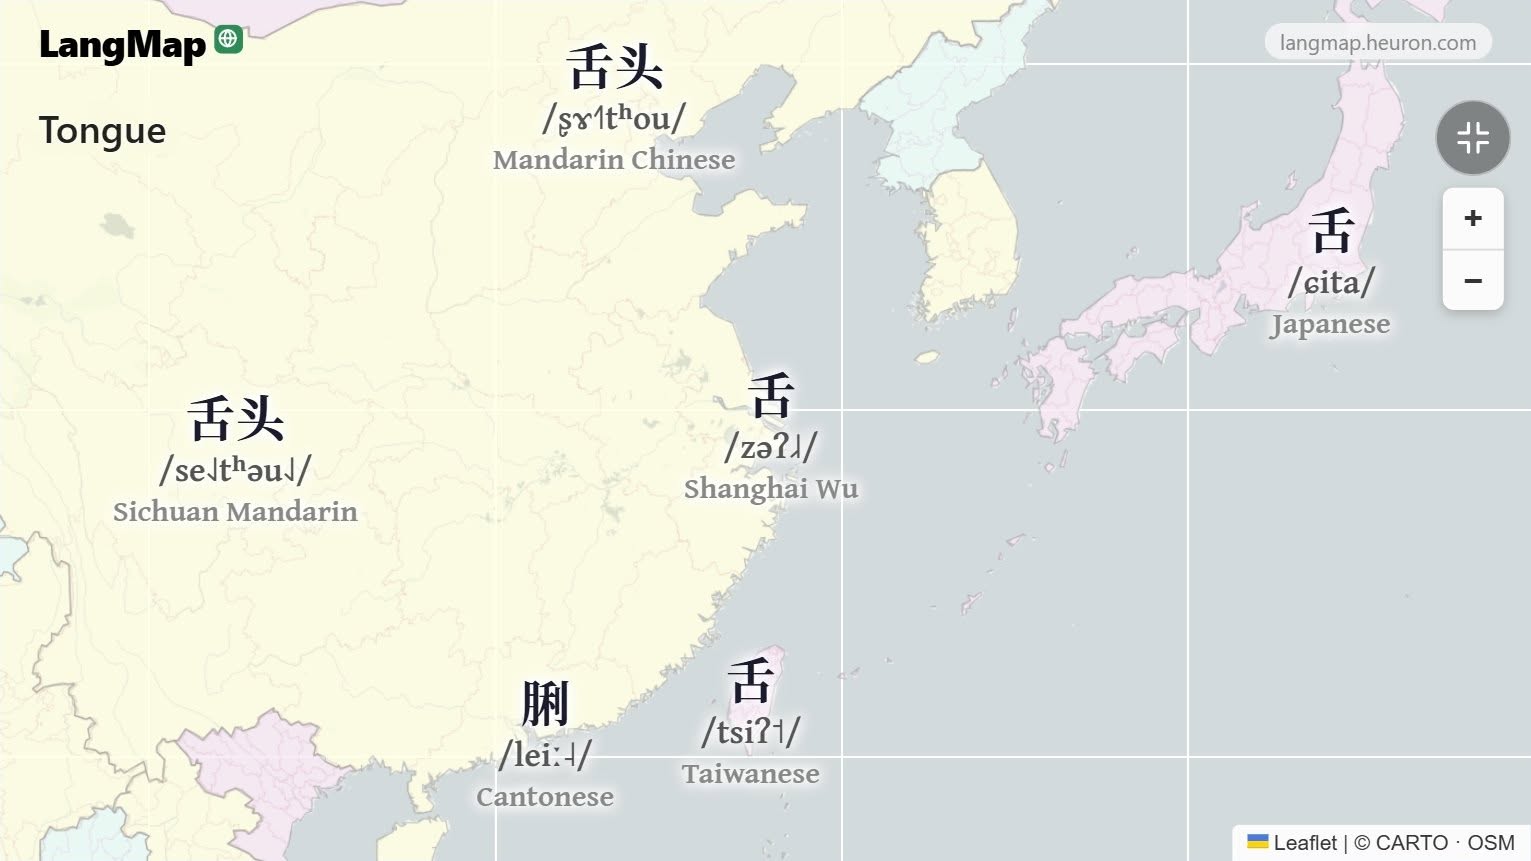 LangMap
langmap.heuron.com
Tongue
舌头
/ʂɤ˧˥tʰou/
Mandarin Chinese
舌
/ɕita/
Japanese
舌头
/se˨˩tʰəu˨˩/
Sichuan Mandarin
舌
/zəʔ˩˨/
Shanghai Wu
脷
/leiː˨/
Cantonese
舌
/tsiʔ˦/
Taiwanese
+
−
Leaflet | © CARTO · OSM